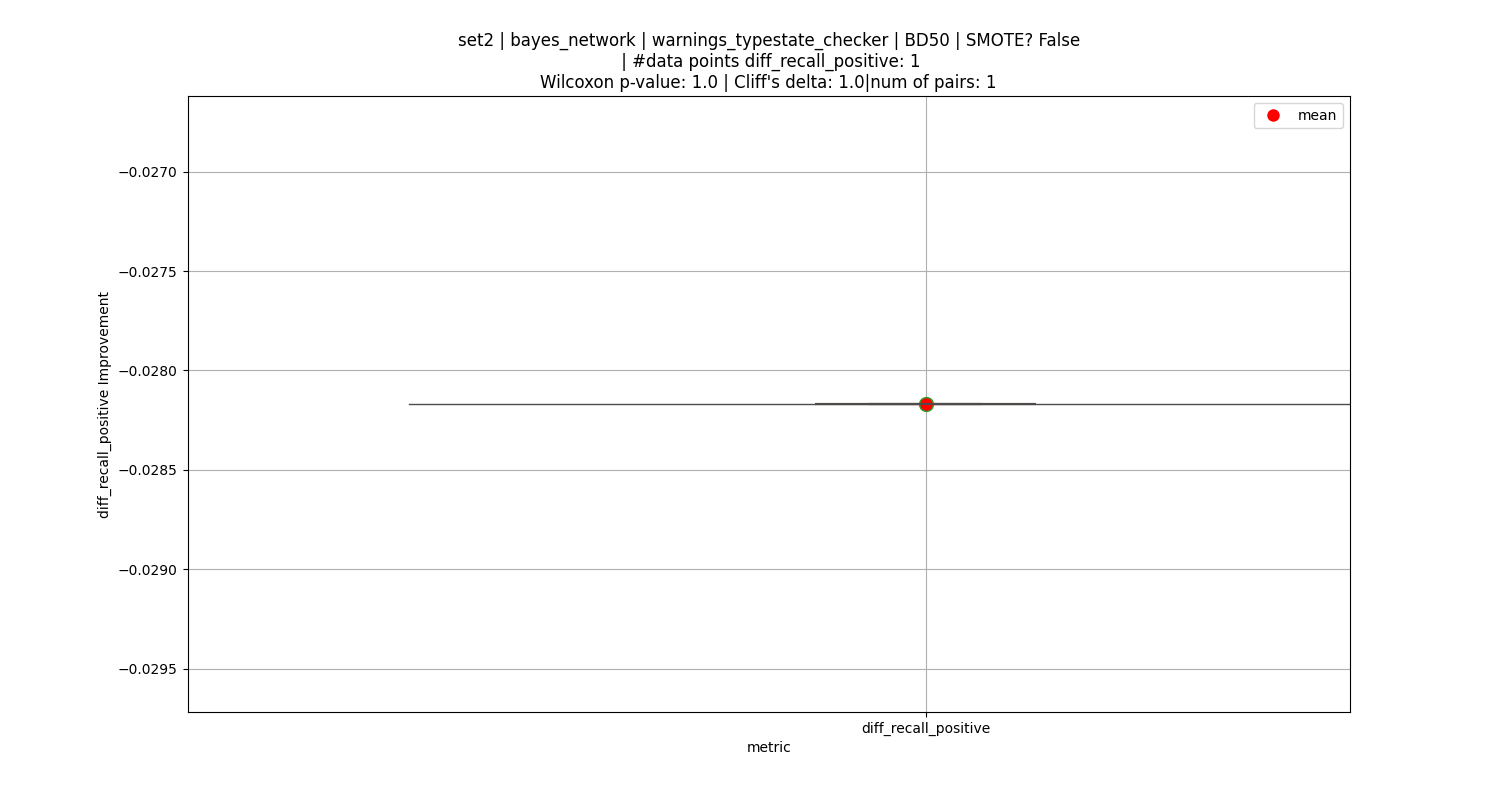 set2 | bayes_network | warnings_typestate_checker | BD50 | SMOTE? False
| #data points diff_recall_positive: 1
Wilcoxon p-value: 1.0 | Cliff's delta: 1.0|num of pairs: 1
mean
−0.0270
−0.0275
−0.0280
−0.0285
−0.0290
−0.0295
diff_recall_positive Improvement
diff_recall_positive
metric